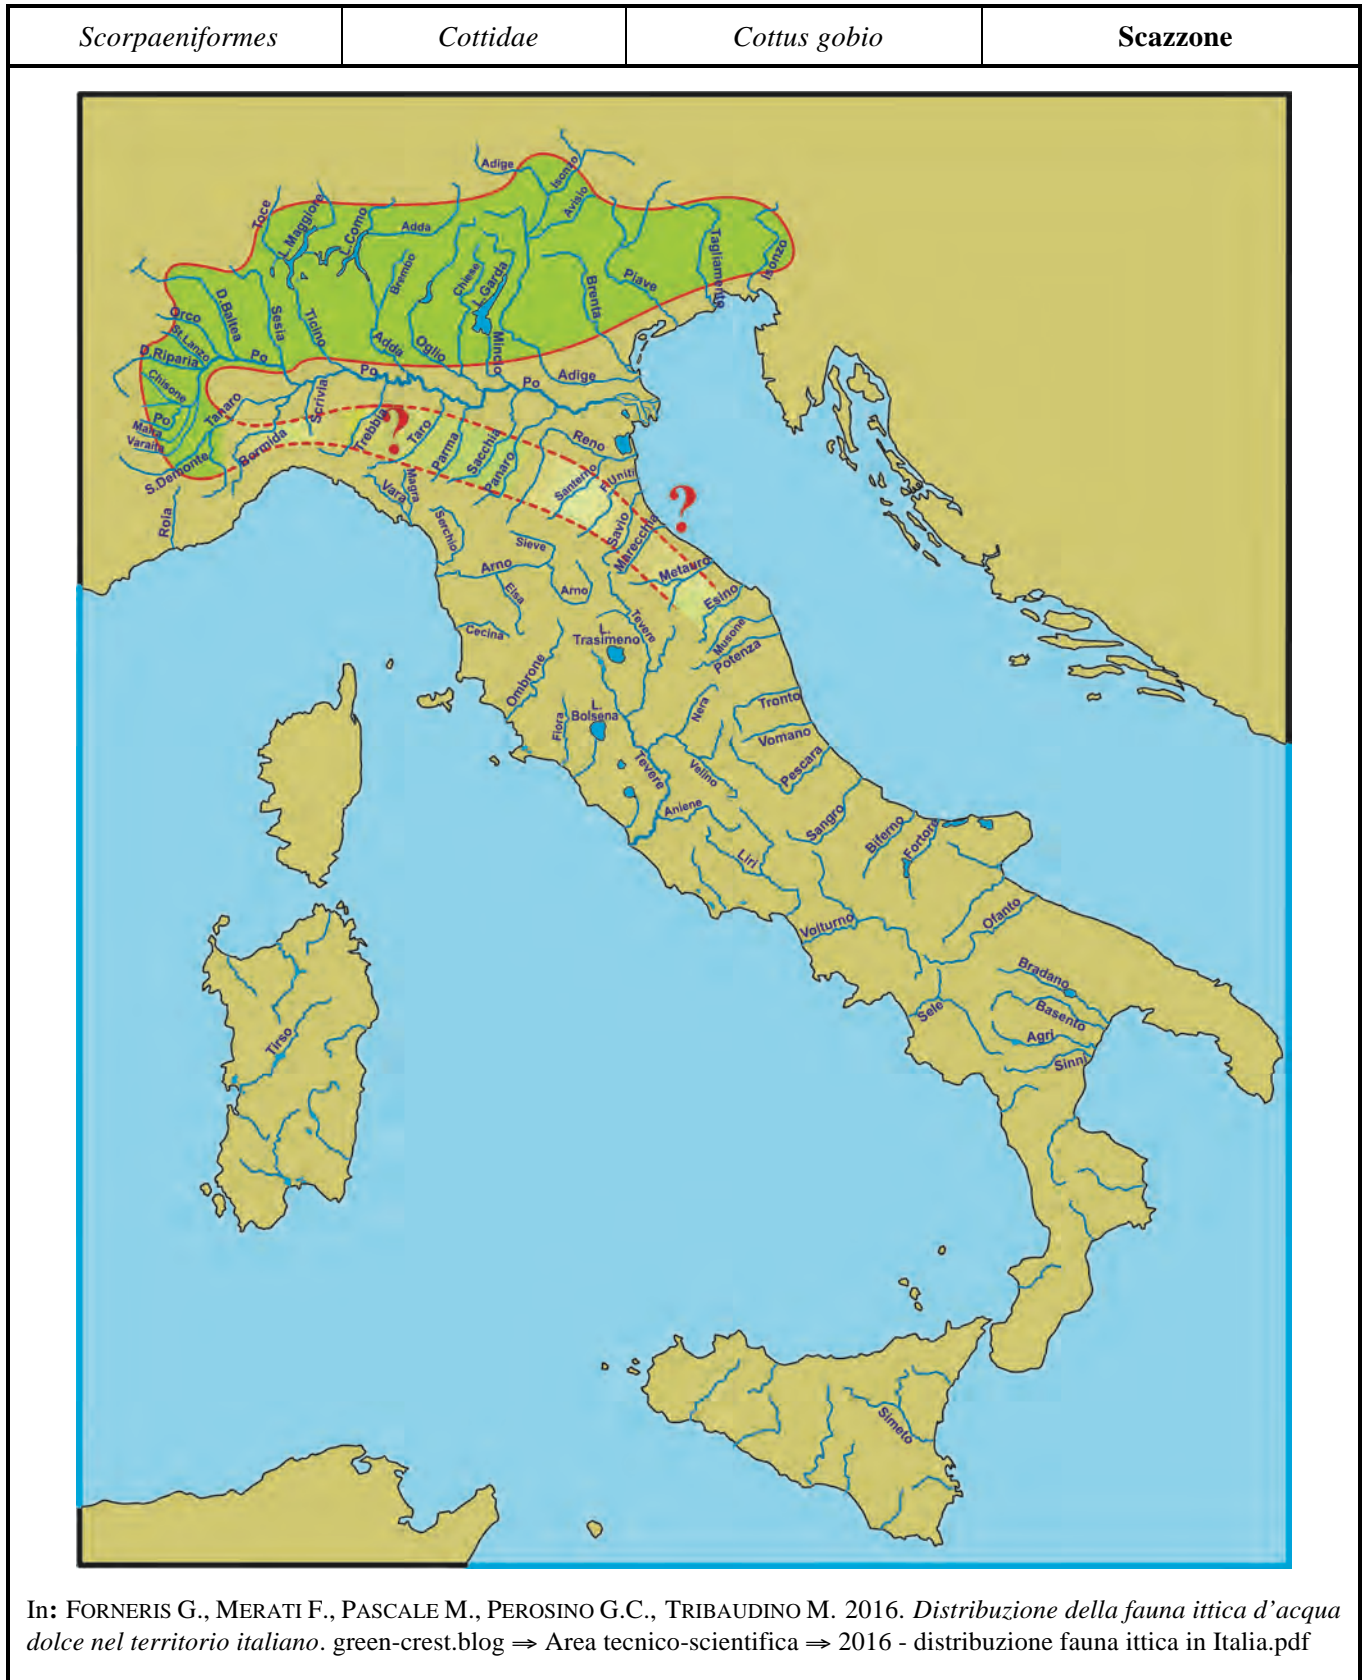 Scorpaeniformes Cottidae Cottus gobio Scazzone
Adige
Isonzo
Avisio
Toce
L.Maggiore
L.Como
Adda
Brembo
Chiese
L.Garda
Brenta
Piave
Tagliamento
Isonzo
Orco
St.Lanzo
D.Riparia
D.Baltea
Sesia
Ticino
Po
Adda
Oglio
Mincio
Chisone
Po
Maira
Varaita
S.Demonte
Tanaro
Bormida
Scrivia
Po
Po
Adige
Trebbia
?
Taro
Parma
Sacchia
Panaro
Reno
Santerno
F.Uniti
Savio
Marecchia
?
Roia
Vara
Magra
Serchio
Sieve
Arno
Elsa
Arno
Metauro
Esino
Cecina
Tevere
L.
Trasimeno
Musone
Potenza
Ombrone
Fiora
L.
Bolsena
Nera
Tronto
Vomano
Pescara
Tevere
Velino
Aniene
Sangro
Biferno
Fortore
Liri
Volturno
Ofanto
Bradano
Basento
Sele
Agri
Sinni
Tirso
Simeto
In: FORNERIS G., MERATI F., PASCALE M., PEROSINO G.C., TRIBAUDINO M. 2016. Distribuzione della fauna ittica d’acqua
dolce nel territorio italiano. green-crest.blog ⇒ Area tecnico-scientifica ⇒ 2016 - distribuzione fauna ittica in Italia.pdf